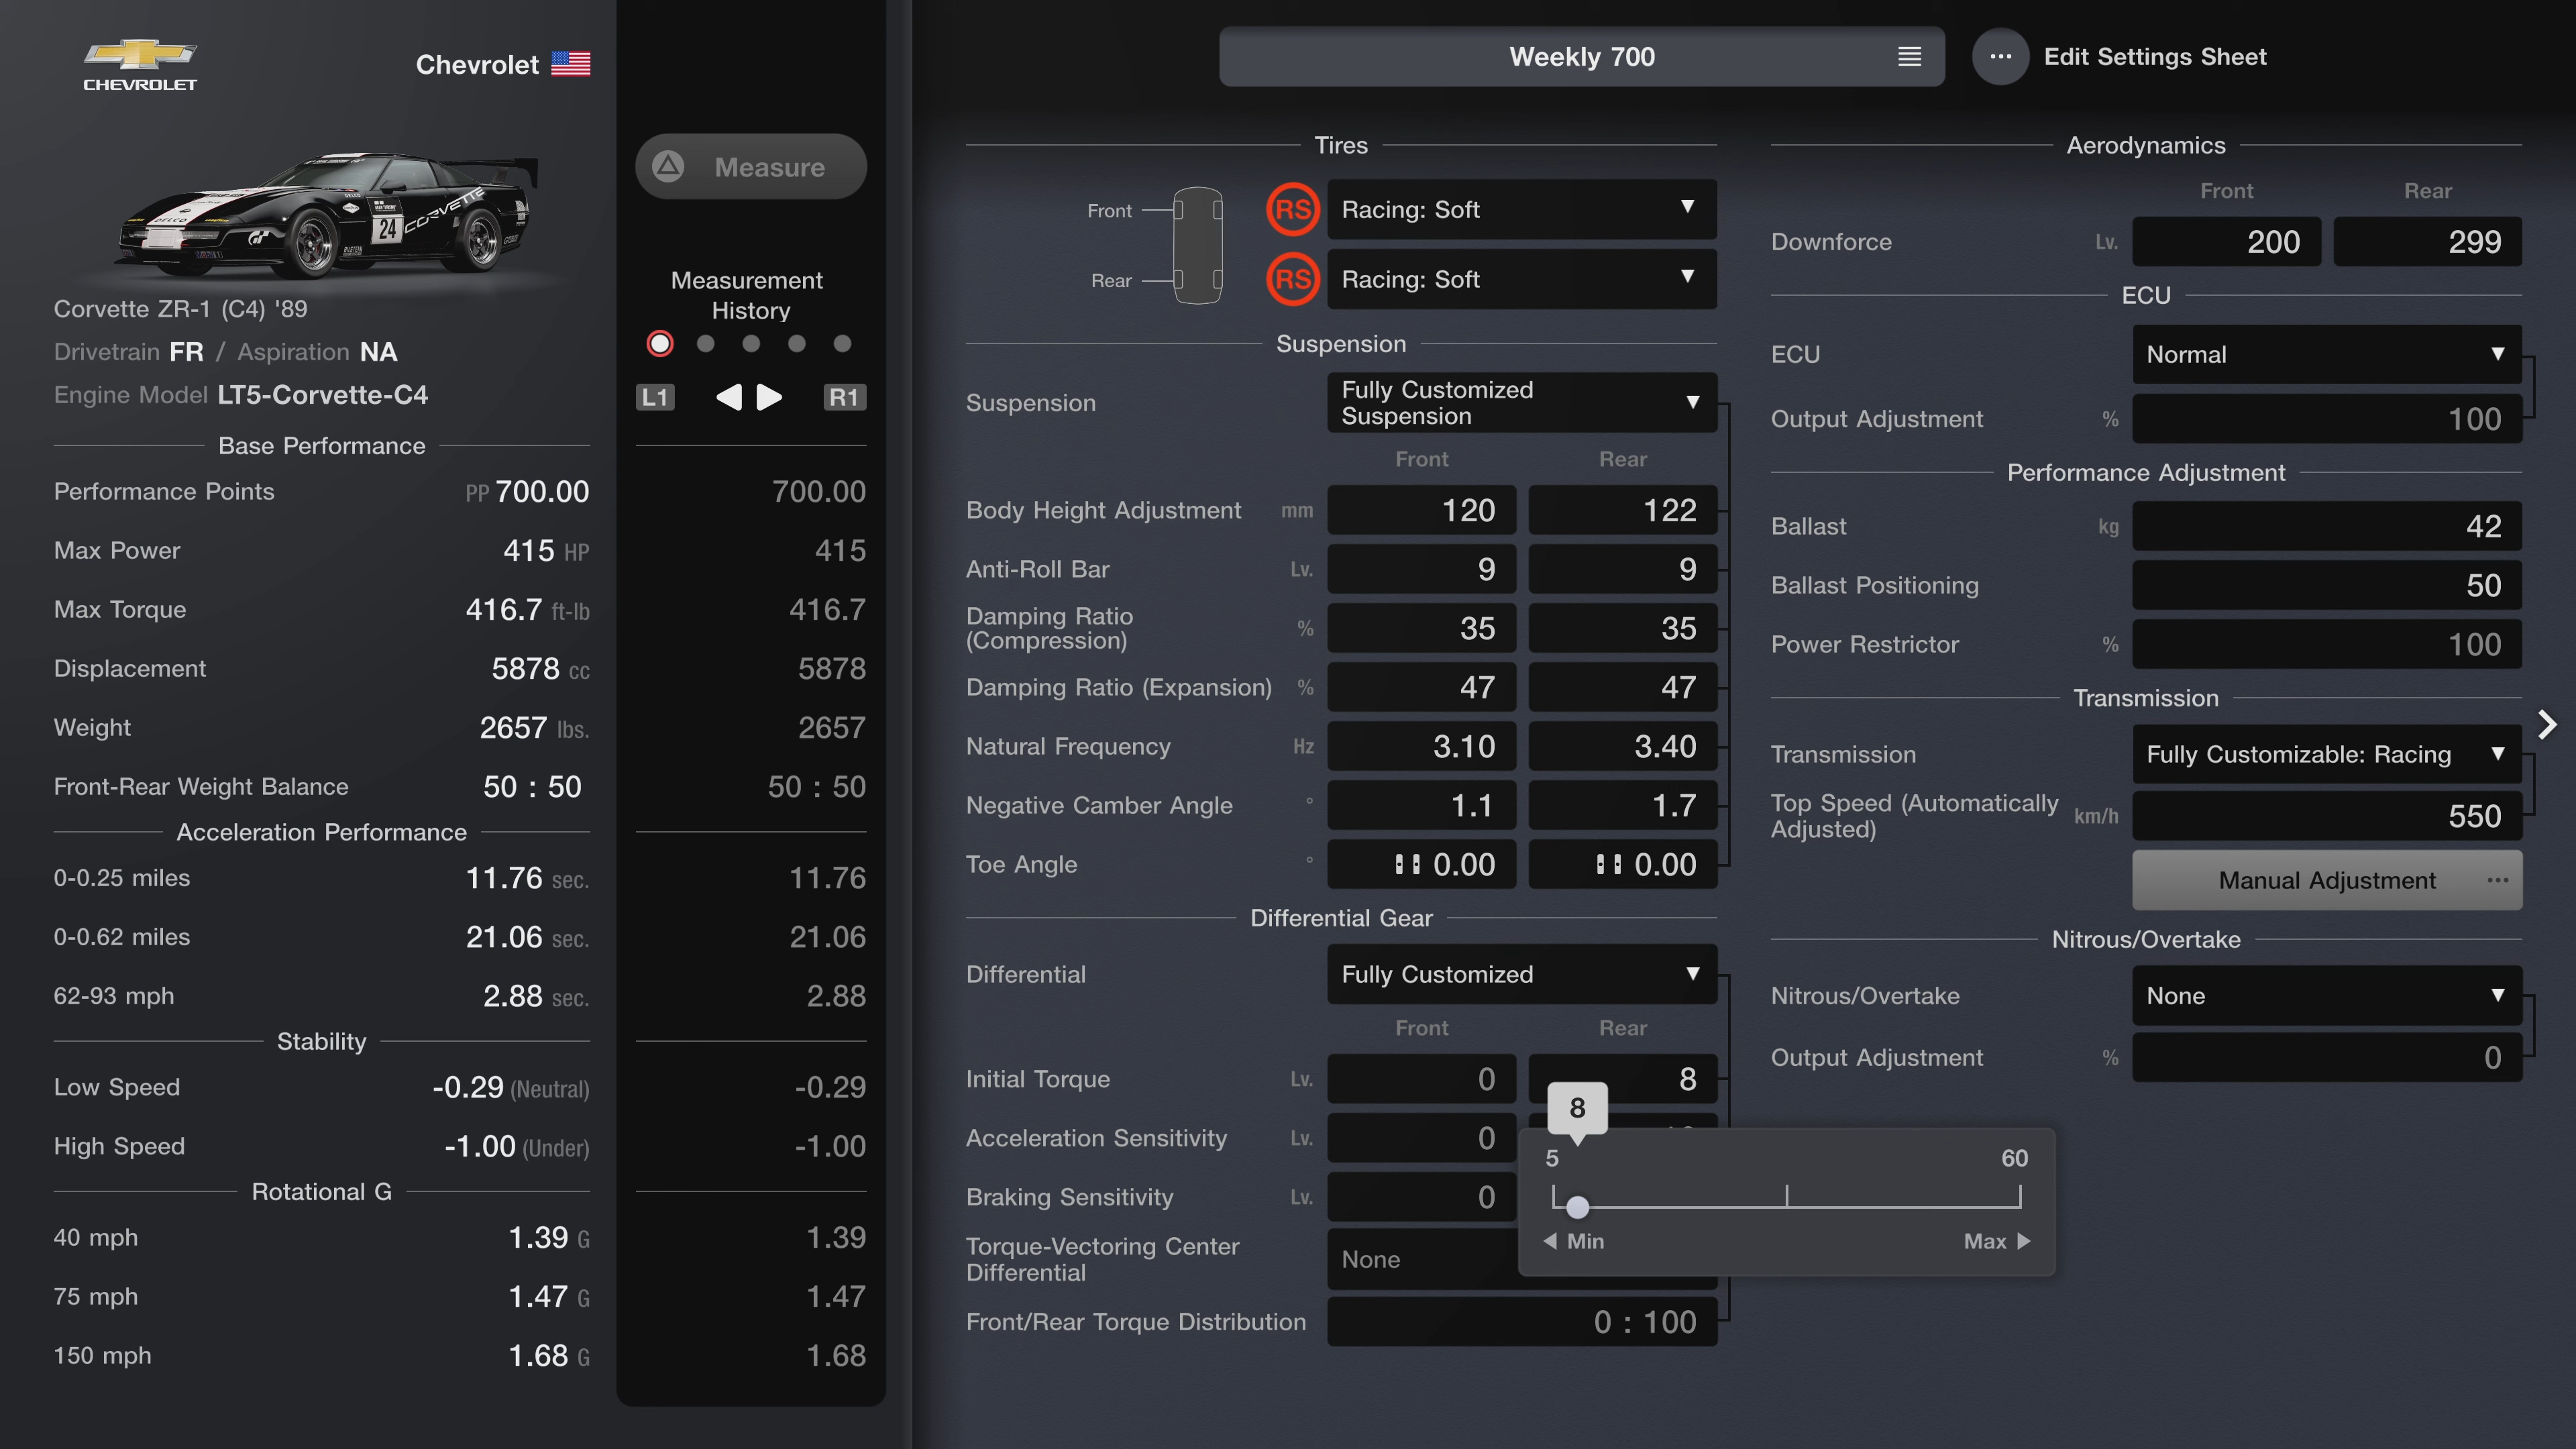 CHEVROLET
Chevrolet
24
CORVETTE
Corvette ZR-1 (C4) '89
Drivetrain FR / Aspiration NA
Engine Model LT5-Corvette-C4
Base Performance
Performance Points PP 700.00
Max Power 415 HP
Max Torque 416.7 ft-lb
Displacement 5878 cc
Weight 2657 lbs.
Front-Rear Weight Balance 50 : 50
Acceleration Performance
0-0.25 miles 11.76 sec.
0-0.62 miles 21.06 sec.
62-93 mph 2.88 sec.
Stability
Low Speed -0.29 (Neutral)
High Speed -1.00 (Under)
Rotational G
40 mph 1.39 G
75 mph 1.47 G
150 mph 1.68 G
Measure
Measurement
History
L1 R1
700.00
415
416.7
5878
2657
50 : 50
11.76
21.06
2.88
-0.29
-1.00
1.39
1.47
1.68
Weekly 700
Edit Settings Sheet
Tires
Front RS Racing: Soft
Rear RS Racing: Soft
Suspension
Suspension Fully Customized
Suspension
Front Rear
Body Height Adjustment mm 120 122
Anti-Roll Bar Lv. 9 9
Damping Ratio
(Compression) % 35 35
Damping Ratio (Expansion) % 47 47
Natural Frequency Hz 3.10 3.40
Negative Camber Angle ° 1.1 1.7
Toe Angle ° 0.00 0.00
Differential Gear
Differential Fully Customized
Front Rear
Initial Torque Lv. 0 8
Acceleration Sensitivity Lv. 0
Braking Sensitivity Lv. 0
Torque-Vectoring Center
Differential None
Front/Rear Torque Distribution 0 : 100
8
5 60
Min Max
Aerodynamics
Front Rear
Downforce Lv. 200 299
ECU
ECU Normal
Output Adjustment % 100
Performance Adjustment
Ballast kg 42
Ballast Positioning 50
Power Restrictor % 100
Transmission
Transmission Fully Customizable: Racing
Top Speed (Automatically
Adjusted) km/h 550
Manual Adjustment
Nitrous/Overtake
Nitrous/Overtake None
Output Adjustment % 0